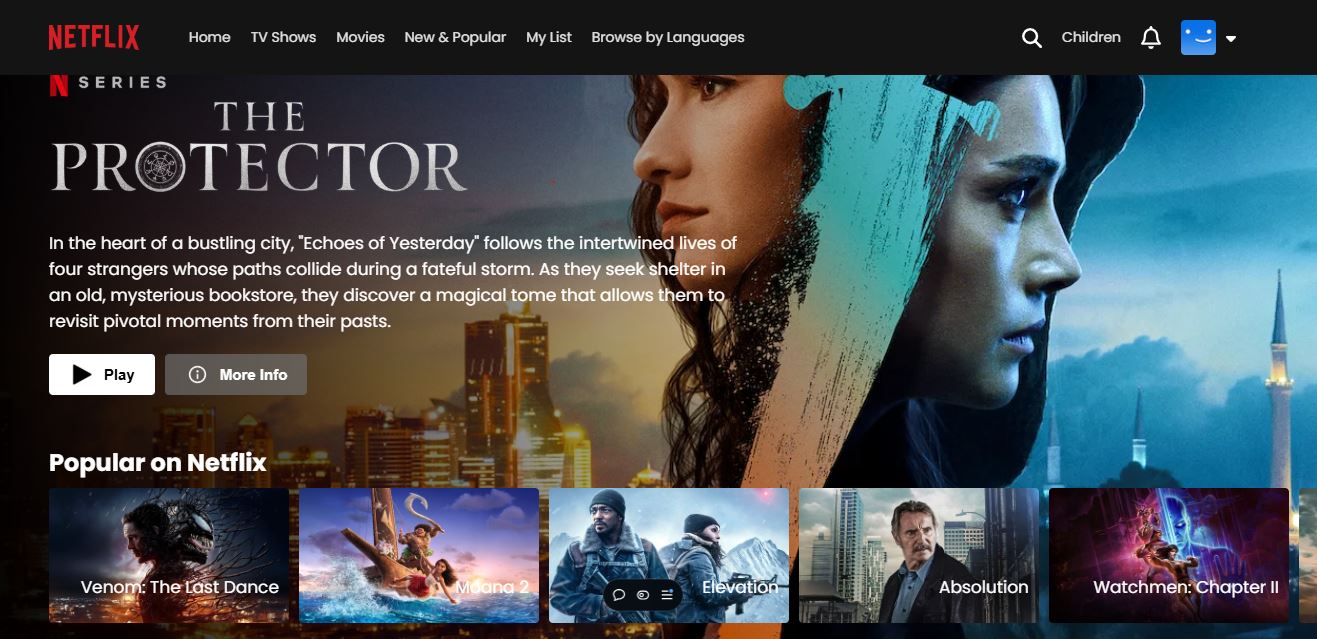 NETFLIX Home TV Shows Movies New & Popular My List Browse by Languages Children
N SERIES
THE
PROTECTOR
In the heart of a bustling city, "Echoes of Yesterday" follows the intertwined lives of
four strangers whose paths collide during a fateful storm. As they seek shelter in
an old, mysterious bookstore, they discover a magical tome that allows them to
revisit pivotal moments from their pasts.
Play More Info
Popular on Netflix
Venom: The Last Dance Moana 2 Elevation Absolution Watchmen: Chapter II